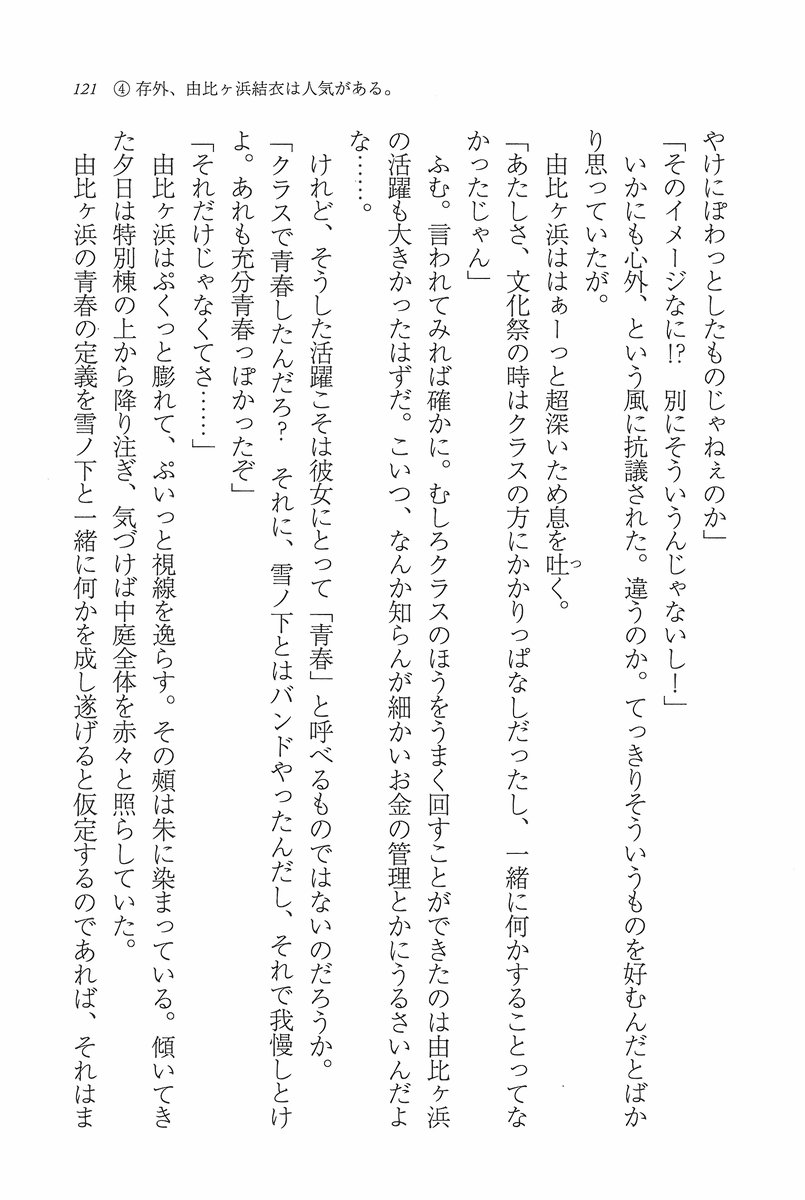 121　④ 存外、由比ヶ浜結衣は人気がある。
やけにぽわっとしたものじゃねぇのか」
「そのイメージなに!?　別にそういうんじゃないし！」
いかにも心外、という風に抗議された。違うのか。てっきりそういうものを好むんだとばか
り思っていたが。
由比ヶ浜ははぁーっと超深いため息を吐つく。
「あたしさ、文化祭の時はクラスの方にかかりっぱなしだったし、一緒に何かすることってな
かったじゃん」
ふむ。言われてみれば確かに。むしろクラスのほうをうまく回すことができたのは由比ヶ浜
の活躍も大きかったはずだ。こいつ、なんか知らんが細かいお金の管理とかにうるさいんだよ
な……。
けれど、そうした活躍こそは彼女にとって「青春」と呼べるものではないのだろうか。
「クラスで青春したんだろ？　それに、雪ノ下とはバンドやったんだし、それで我慢しとけ
よ。あれも充分青春っぽかったぞ」
「それだけじゃなくてさ……」
由比ヶ浜はぷくっと膨れて、ぷいっと視線を逸らす。その頰は朱に染まっている。傾いてき
た夕日は特別棟の上から降り注ぎ、気づけば中庭全体を赤々と照らしていた。
由比ヶ浜の青春の定義を雪ノ下と一緒に何かを成し遂げると仮定するのであれば、それはま